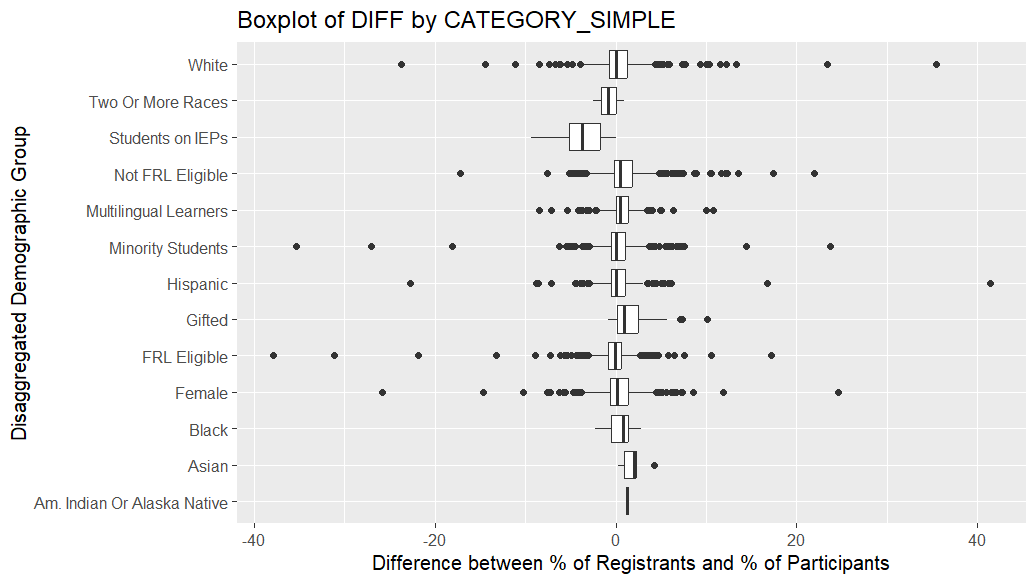 Boxplot of DIFF by CATEGORY_SIMPLE
Disaggregated Demographic Group
White
Two Or More Races
Students on IEPs
Not FRL Eligible
Multilingual Learners
Minority Students
Hispanic
Gifted
FRL Eligible
Female
Black
Asian
Am. Indian Or Alaska Native
-40 -20 0 20 40
Difference between % of Registrants and % of Participants